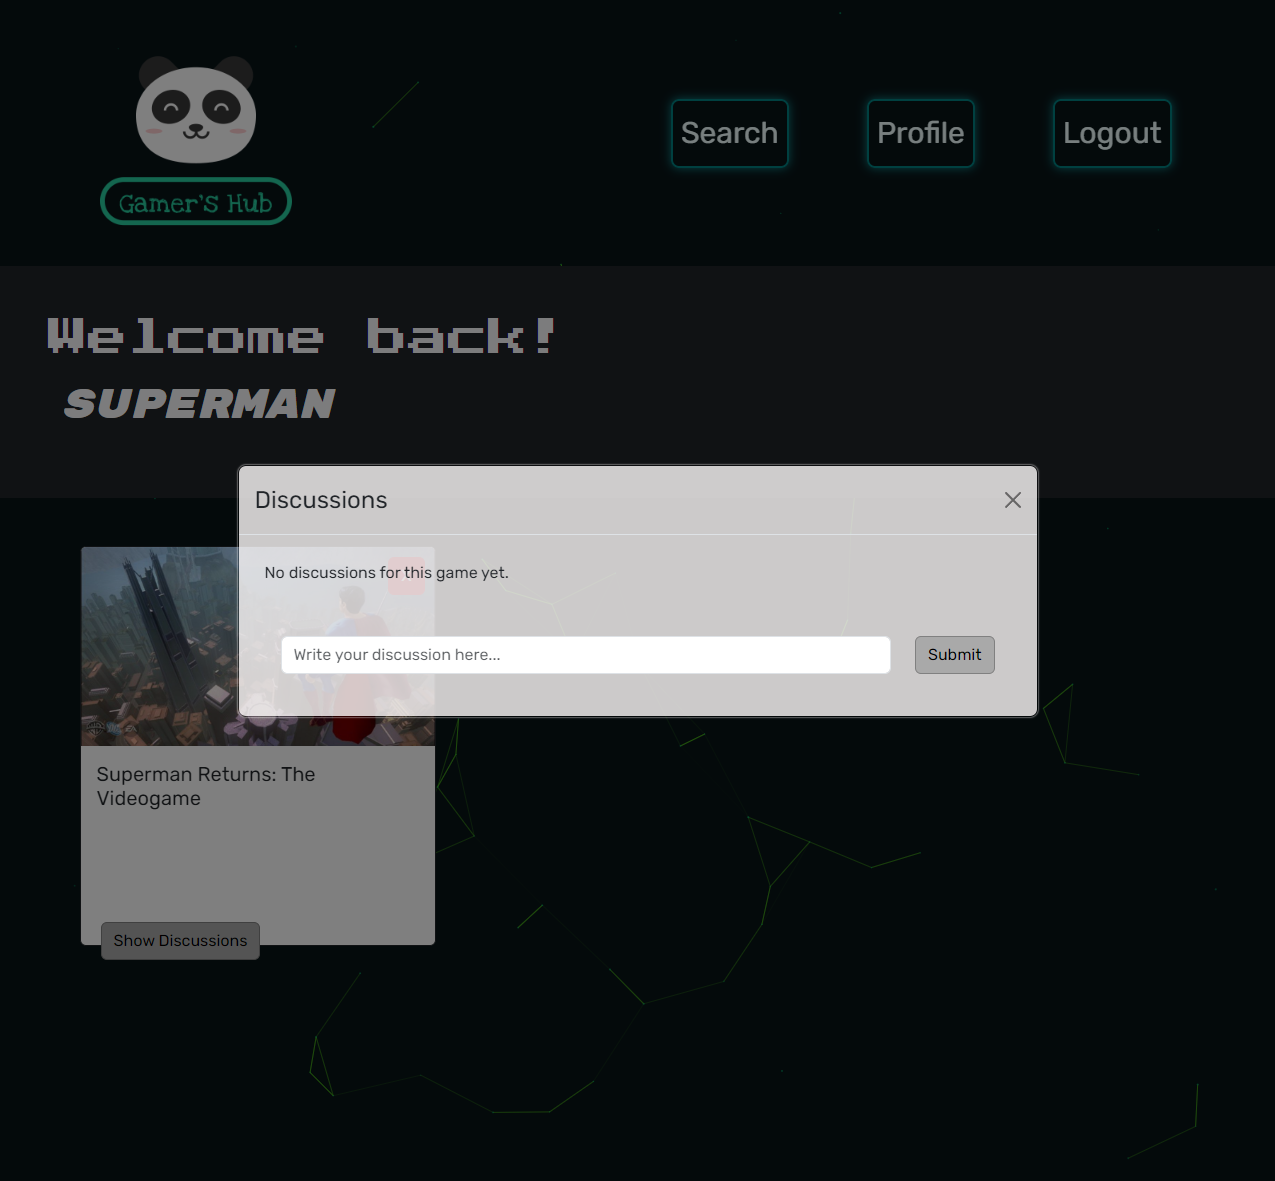 Gamer's Hub
Search
Profile
Logout
Welcome back!
SUPERMAN
Discussions
No discussions for this game yet.
Write your discussion here...
Submit
Superman Returns: The
Videogame
Show Discussions